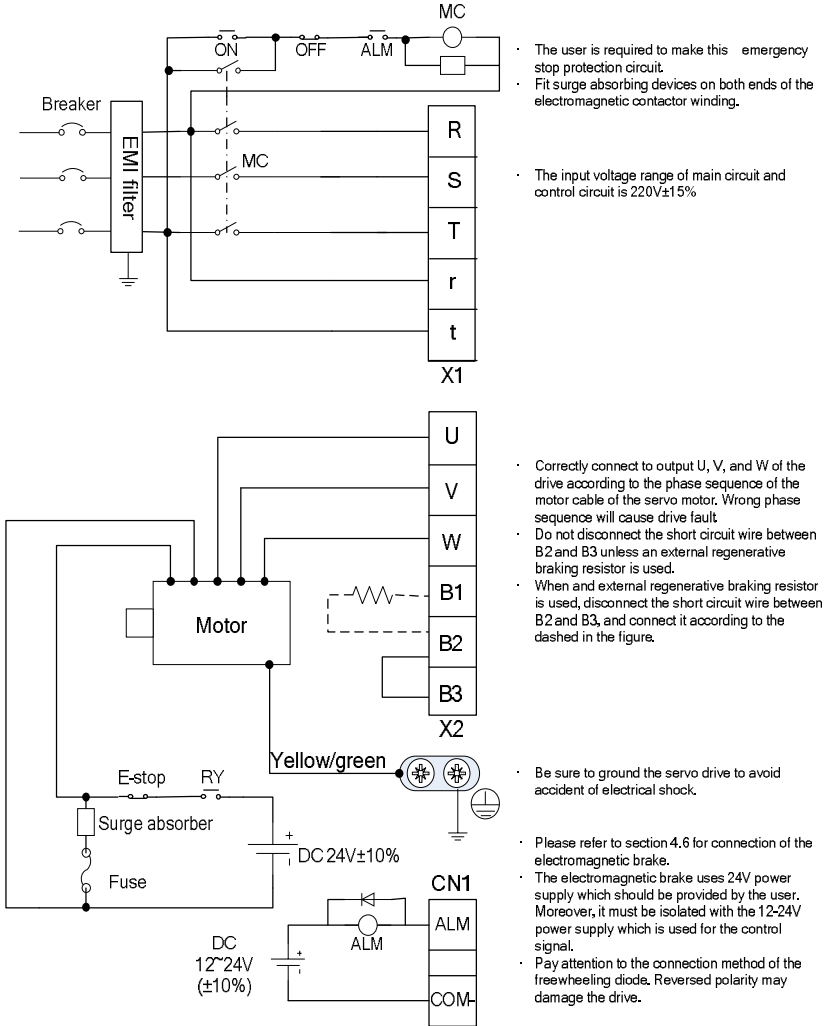 MC
ON
OFF
ALM
Breaker
EMI filter
MC
R
S
T
r
t
X1
· The user is required to make this emergency
stop protection circuit.
· Fit surge absorbing devices on both ends of the
electromagnetic contactor winding.
· The input voltage range of main circuit and
control circuit is 220V±15%
U
V
W
B1
B2
B3
X2
Motor
Yellow/green
· Correctly connect to output U, V, and W of the
drive according to the phase sequence of the
motor cable of the servo motor. Wrong phase
sequence will cause drive fault.
· Do not disconnect the short circuit wire between
B2 and B3 unless an external regenerative
braking resistor is used.
· When and external regenerative braking resistor
is used, disconnect the short circuit wire between
B2 and B3, and connect it according to the
dashed in the figure.
E-stop
RY
Surge absorber
+
DC 24V±10%
Fuse
· Be sure to ground the servo drive to avoid
accident of electrical shock.
CN1
ALM
ALM
COM-
DC
12~24V
(±10%)
+
· Please refer to section 4.6 for connection of the
electromagnetic brake.
· The electromagnetic brake uses 24V power
supply which should be provided by the user.
Moreover, it must be isolated with the 12-24V
power supply which is used for the control
signal.
· Pay attention to the connection method of the
freewheeling diode. Reversed polarity may
damage the drive.